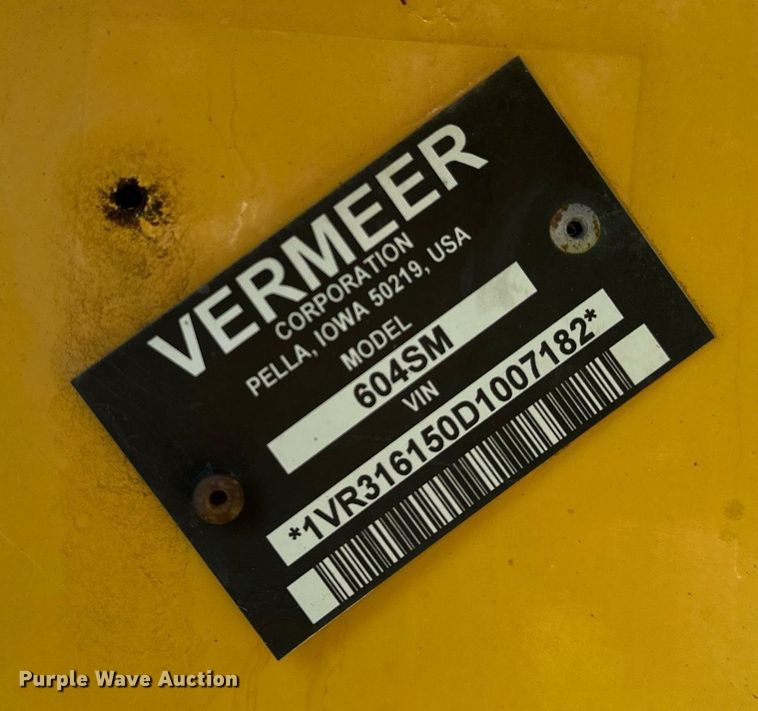 VERMEER
CORPORATION
PELLA, IOWA 50219, USA
MODEL
604SM
VIN
*1VR316150D1007182*
Purple Wave Auction